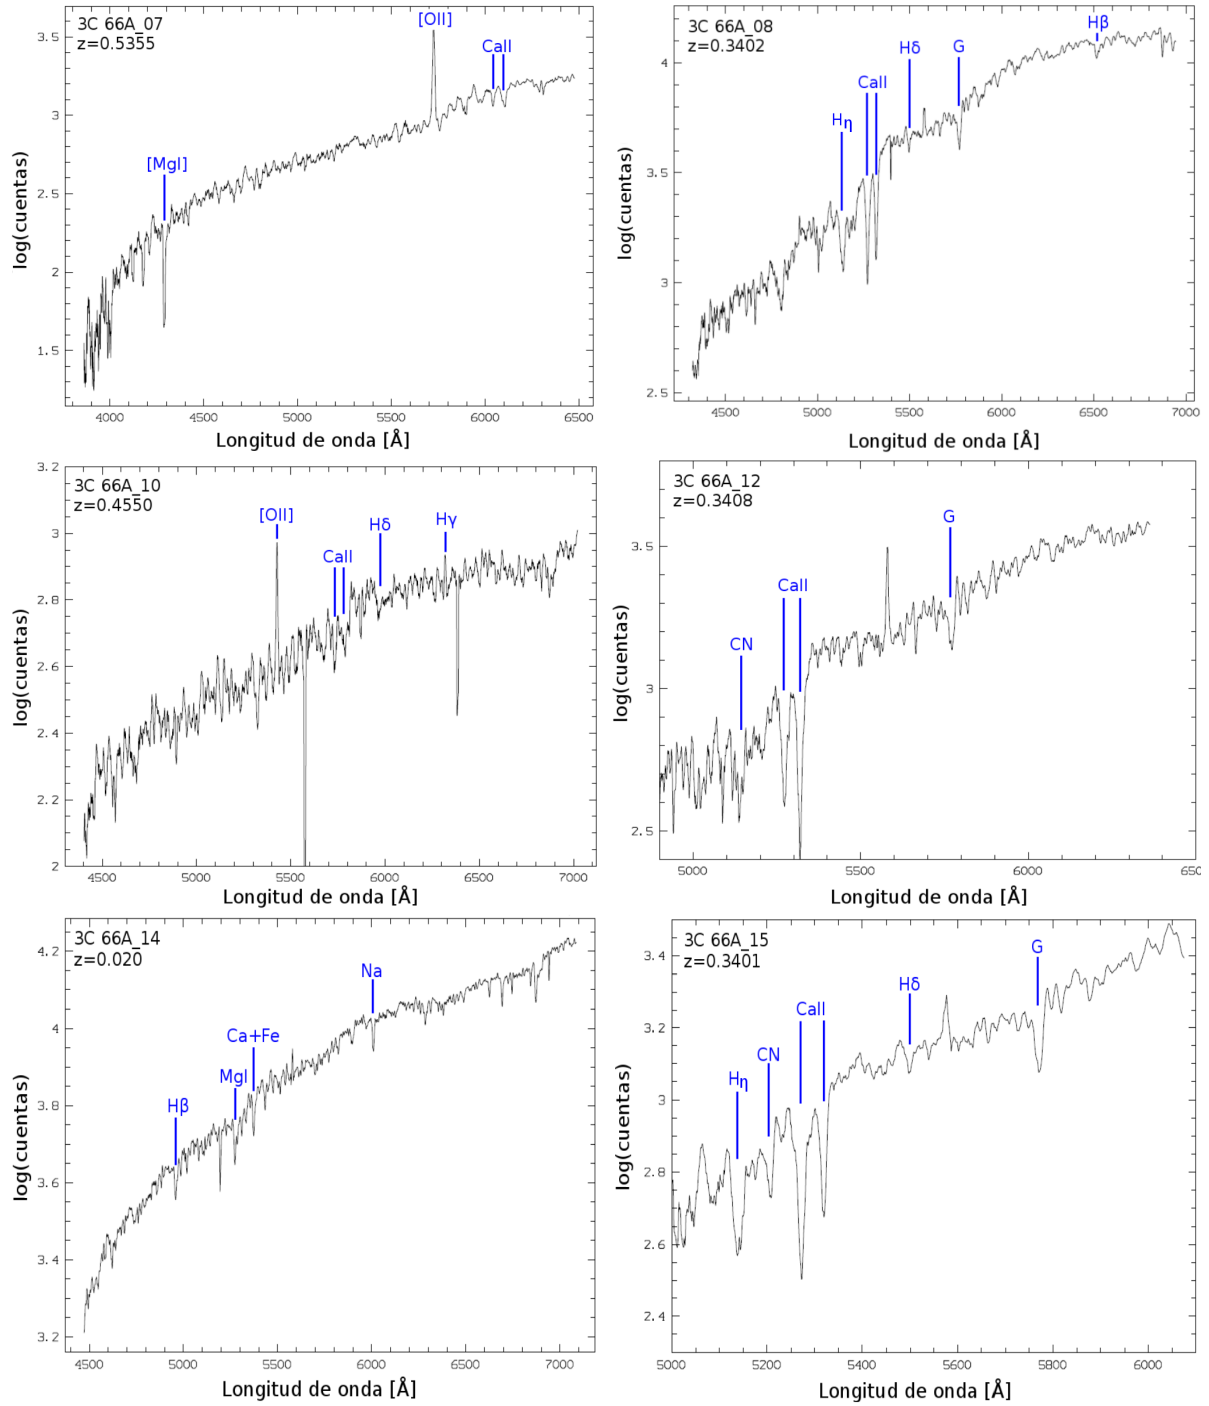 3C 66A_07
z=0.5355
[OII]
CaII
[MgI]
3.5
3
2.5
2
1.5
log(cuentas)
4000 4500 5000 5500 6000 6500
Longitud de onda [Å]
3C 66A_08
z=0.3402
Hβ
Hδ
G
CaII
Hη
4
3.5
3
2.5
log(cuentas)
4500 5000 5500 6000 6500 7000
Longitud de onda [Å]
3C 66A_10
z=0.4550
[OII]
Hδ
Hγ
CaII
3.2
3
2.8
2.6
2.4
2.2
2
log(cuentas)
4500 5000 5500 6000 6500 7000
Longitud de onda [Å]
3C 66A_12
z=0.3408
G
CaII
CN
3.5
3
2.5
log(cuentas)
5000 5500 6000 650
Longitud de onda [Å]
3C 66A_14
z=0.020
Na
Ca+Fe
MgI
Hβ
4.2
4
3.8
3.6
3.4
3.2
log(cuentas)
4500 5000 5500 6000 6500 7000
Longitud de onda [Å]
3C 66A_15
z=0.3401
G
Hδ
CaII
CN
Hη
3.4
3.2
3
2.8
2.6
2.4
log(cuentas)
5000 5200 5400 5600 5800 6000
Longitud de onda [Å]